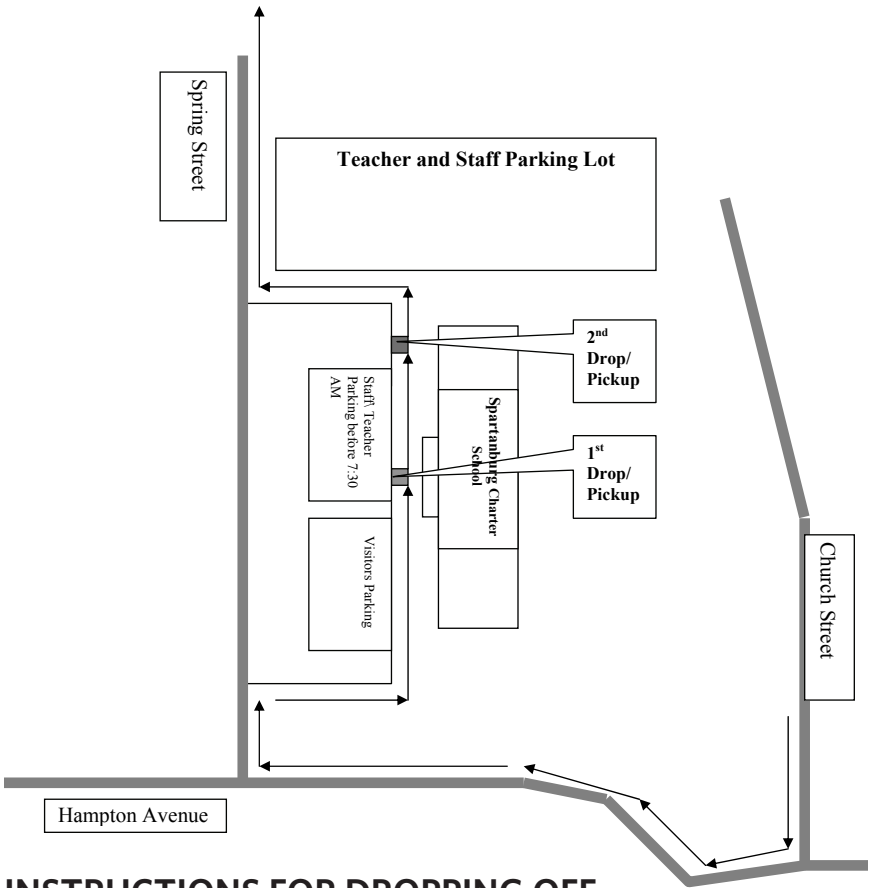 Spring Street
Teacher and Staff Parking Lot
2nd
Drop/
Pickup
Staff\ Teacher
Parking before 7:30
AM
Spartanburg Charter
School
1st
Drop/
Pickup
Visitors Parking
Church Street
Hampton Avenue
INSTRUCTIONS FOR DROPPING OFF